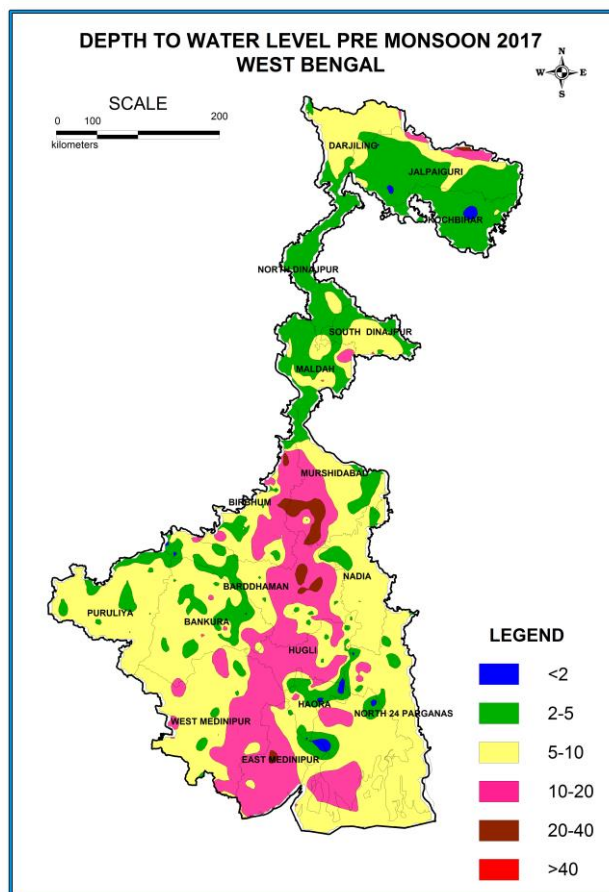 DEPTH TO WATER LEVEL PRE MONSOON 2017
WEST BENGAL
N
W E
S
SCALE
0 100 200
kilometers
DARJILING
JALPAIGURI
KOCHBIHAR
NORTH DINAJPUR
SOUTH DINAJPUR
MALDAH
MURSHIDABAD
BIRBHUM
BARDDHAMAN
NADIA
PURULIYA
BANKURA
HUGLI
HAORA
NORTH 24 PARGANAS
WEST MEDINIPUR
EAST MEDINIPUR
LEGEND
<2
2-5
5-10
10-20
20-40
>40